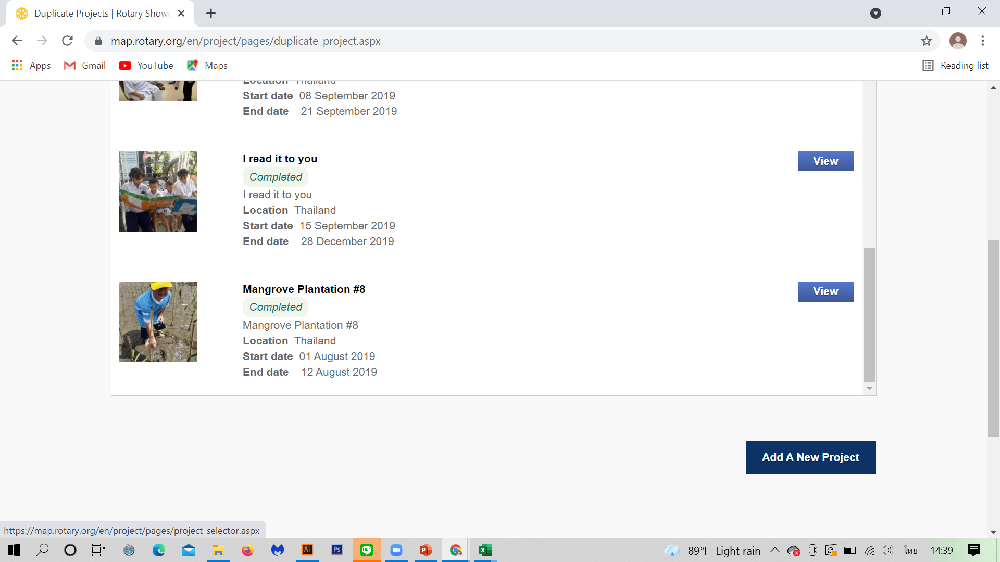 Duplicate Projects | Rotary Showc
map.rotary.org/en/project/pages/duplicate_project.aspx
Apps Gmail YouTube Maps Reading list
Location Thailand
Start date 08 September 2019
End date 21 September 2019
I read it to you View
Completed
I read it to you
Location Thailand
Start date 15 September 2019
End date 28 December 2019
Mangrove Plantation #8 View
Completed
Mangrove Plantation #8
Location Thailand
Start date 01 August 2019
End date 12 August 2019
Add A New Project
https://map.rotary.org/en/project/pages/project_selector.aspx
Ai Ps LINE P X 89°F Light rain ไทย 14:39